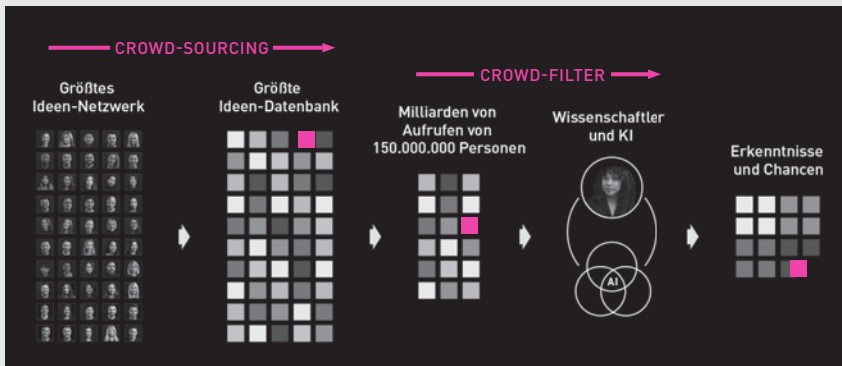 CROWD-SOURCING
CROWD-FILTER
Größtes
Ideen-Netzwerk
Größte
Ideen-Datenbank
Milliarden von
Aufrufen von
150.000.000 Personen
Wissenschaftler
und KI
Erkenntnisse
und Chancen
AI